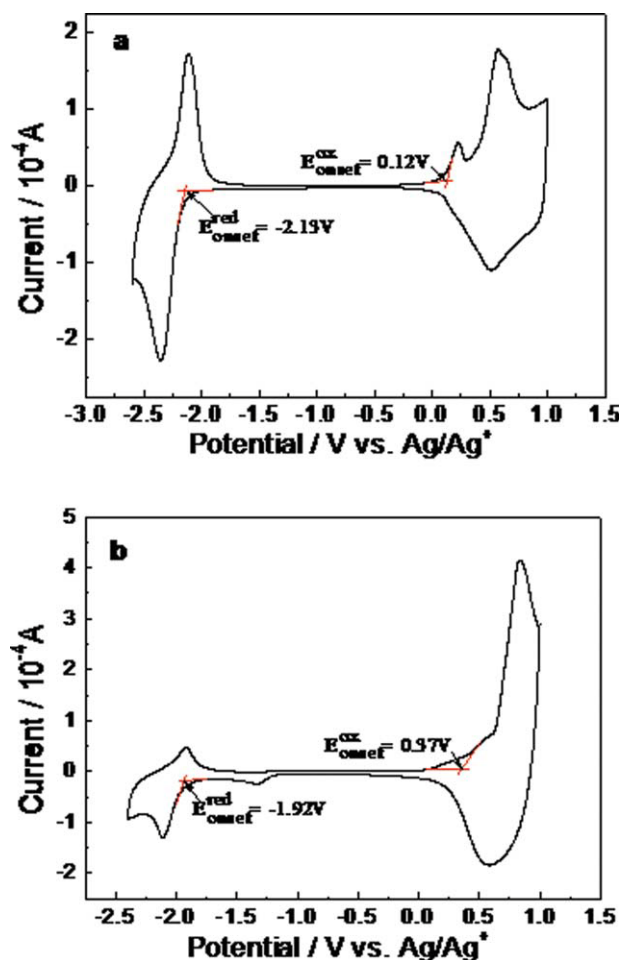 a
2
1
0
-1
-2
Current / 10⁻⁴A
E^ox_onset = 0.12V
E^red_onset = -2.13V
-3.0 -2.5 -2.0 -1.5 -1.0 -0.5 0.0 0.5 1.0 1.5
Potential / V vs. Ag/Ag⁺
b
5
4
3
2
1
0
-1
-2
Current / 10⁻⁴A
E^ox_onset = 0.37V
E^red_onset = -1.92V
-2.5 -2.0 -1.5 -1.0 -0.5 0.0 0.5 1.0 1.5
Potential / V vs. Ag/Ag⁺